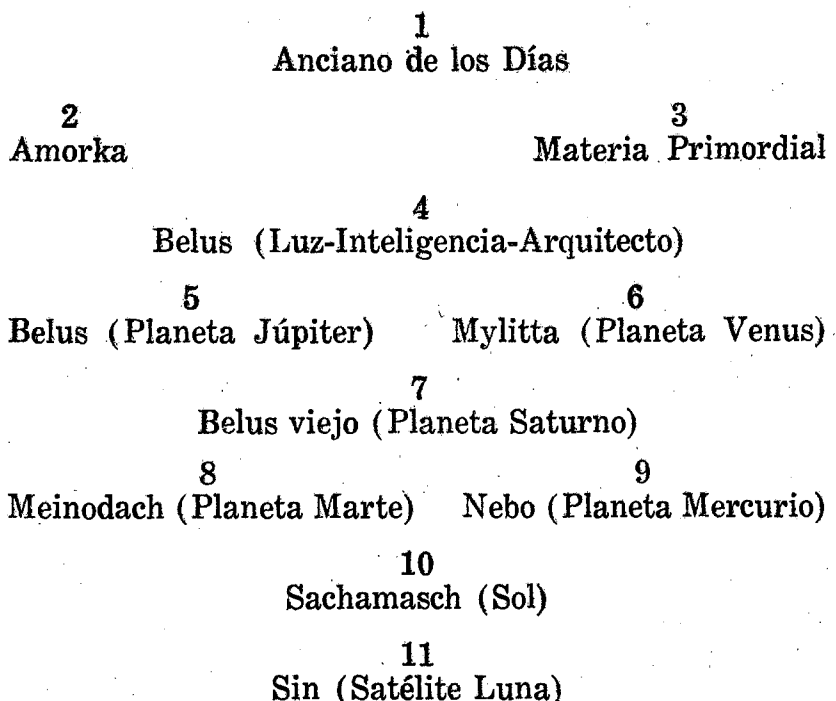 1
Anciano de los Días
2 3
Amorka Materia Primordial
4
Belus (Luz-Inteligencia-Arquitecto)
5 6
Belus (Planeta Júpiter) Mylitta (Planeta Venus)
7
Belus viejo (Planeta Saturno)
8 9
Meinodach (Planeta Marte) Nebo (Planeta Mercurio)
10
Sachamasch (Sol)
11
Sin (Satélite Luna)